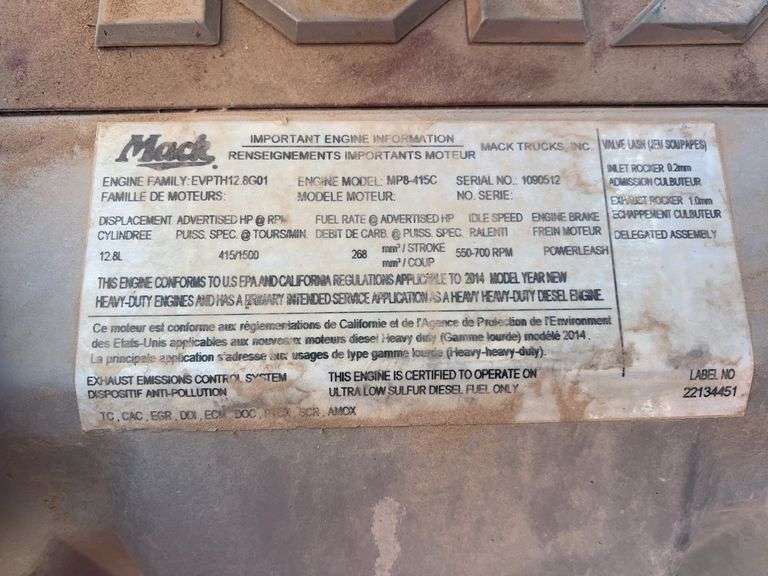 Mack
IMPORTANT ENGINE INFORMATION
RENSEIGNEMENTS IMPORTANTS MOTEUR
MACK TRUCKS, INC.
ENGINE FAMILY: EVPTH12.8G01 ENGINE MODEL: MP8-415C SERIAL NO.: 1090512
FAMILLE DE MOTEURS: MODELE MOTEUR: NO. SERIE:
DISPLACEMENT ADVERTISED HP @ RPM FUEL RATE @ ADVERTISED HP IDLE SPEED ENGINE BRAKE
CYLINDREE PUISS. SPEC. @ TOURS/MIN. DEBIT DE CARB. @ PUISS. SPEC. RALENTI FREIN MOTEUR
12.8L 415/1500 268 mm³ / STROKE 550-700 RPM POWERLEASH
mm³ / COUP
THIS ENGINE CONFORMS TO U.S EPA AND CALIFORNIA REGULATIONS APPLICABLE TO 2014 MODEL YEAR NEW
HEAVY-DUTY ENGINES AND HAS A PRIMARY INTENDED SERVICE APPLICATION AS A HEAVY HEAVY-DUTY DIESEL ENGINE.
Ce moteur est conforme aux réglementations de Californie et de l'Agence de Protection de l'Environment
des Etats-Unis applicables aux nouveaux moteurs diesel Heavy duty (Gamme lourde) modèlé 2014.
La principale application s'adresse aux usages de type gamme lourde (Heavy-heavy-duty).
EXHAUST EMISSIONS CONTROL SYSTEM THIS ENGINE IS CERTIFIED TO OPERATE ON
DISPOSITIF ANTI-POLLUTION ULTRA LOW SULFUR DIESEL FUEL ONLY
TC, CAC, EGR, DDI, ECM, DOC, SCR, AMOX
VALVE LASH (JEU SOUPAPES)
INLET ROCKER 0.2mm
ADMISSION CULBUTEUR
EXHAUST ROCKER 1.0mm
ECHAPPEMENT CULBUTEUR
DELEGATED ASSEMBLY
LABEL NO
22134451